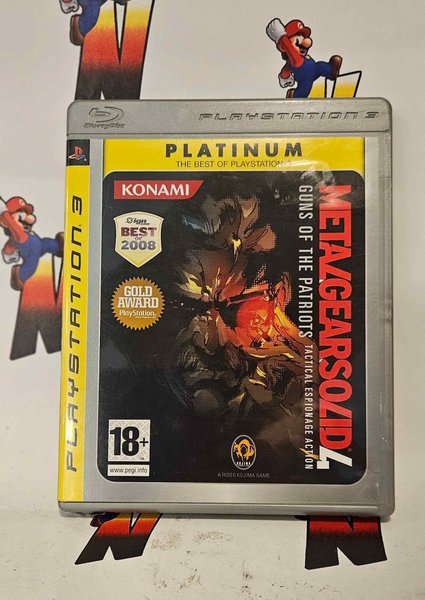 Blu-ray Disc
PLAYSTATION 3
PLATINUM
THE BEST OF PLAYSTATION 3
PLAYSTATION 3
KONAMI
ign
BEST
OF
2008
GOLD
AWARD
PlayStation
METAL GEAR SOLID 4
GUNS OF THE PATRIOTS TACTICAL ESPIONAGE ACTION
18+
www.pegi.info
KOJIMA
A HIDEO KOJIMA GAME
N
N
N
N
N